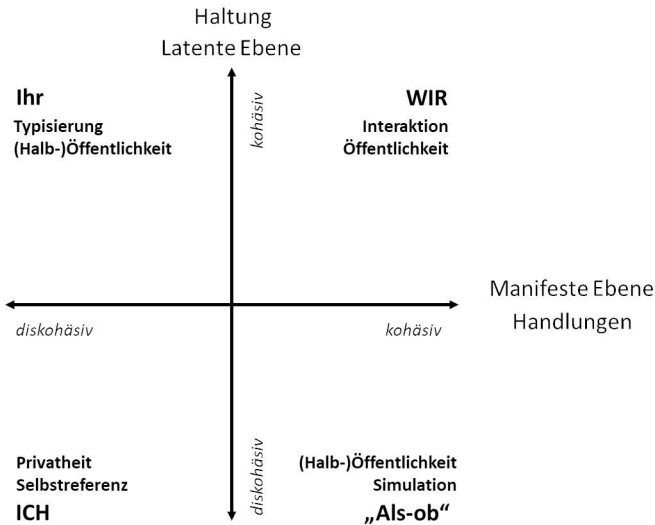 Haltung
Latente Ebene
Ihr
Typisierung
(Halb-)Öffentlichkeit
kohäsiv
WIR
Interaktion
Öffentlichkeit
Manifeste Ebene
Handlungen
diskohäsiv
kohäsiv
Privatheit
Selbstreferenz
ICH
diskohäsiv
(Halb-)Öffentlichkeit
Simulation
„Als-ob“